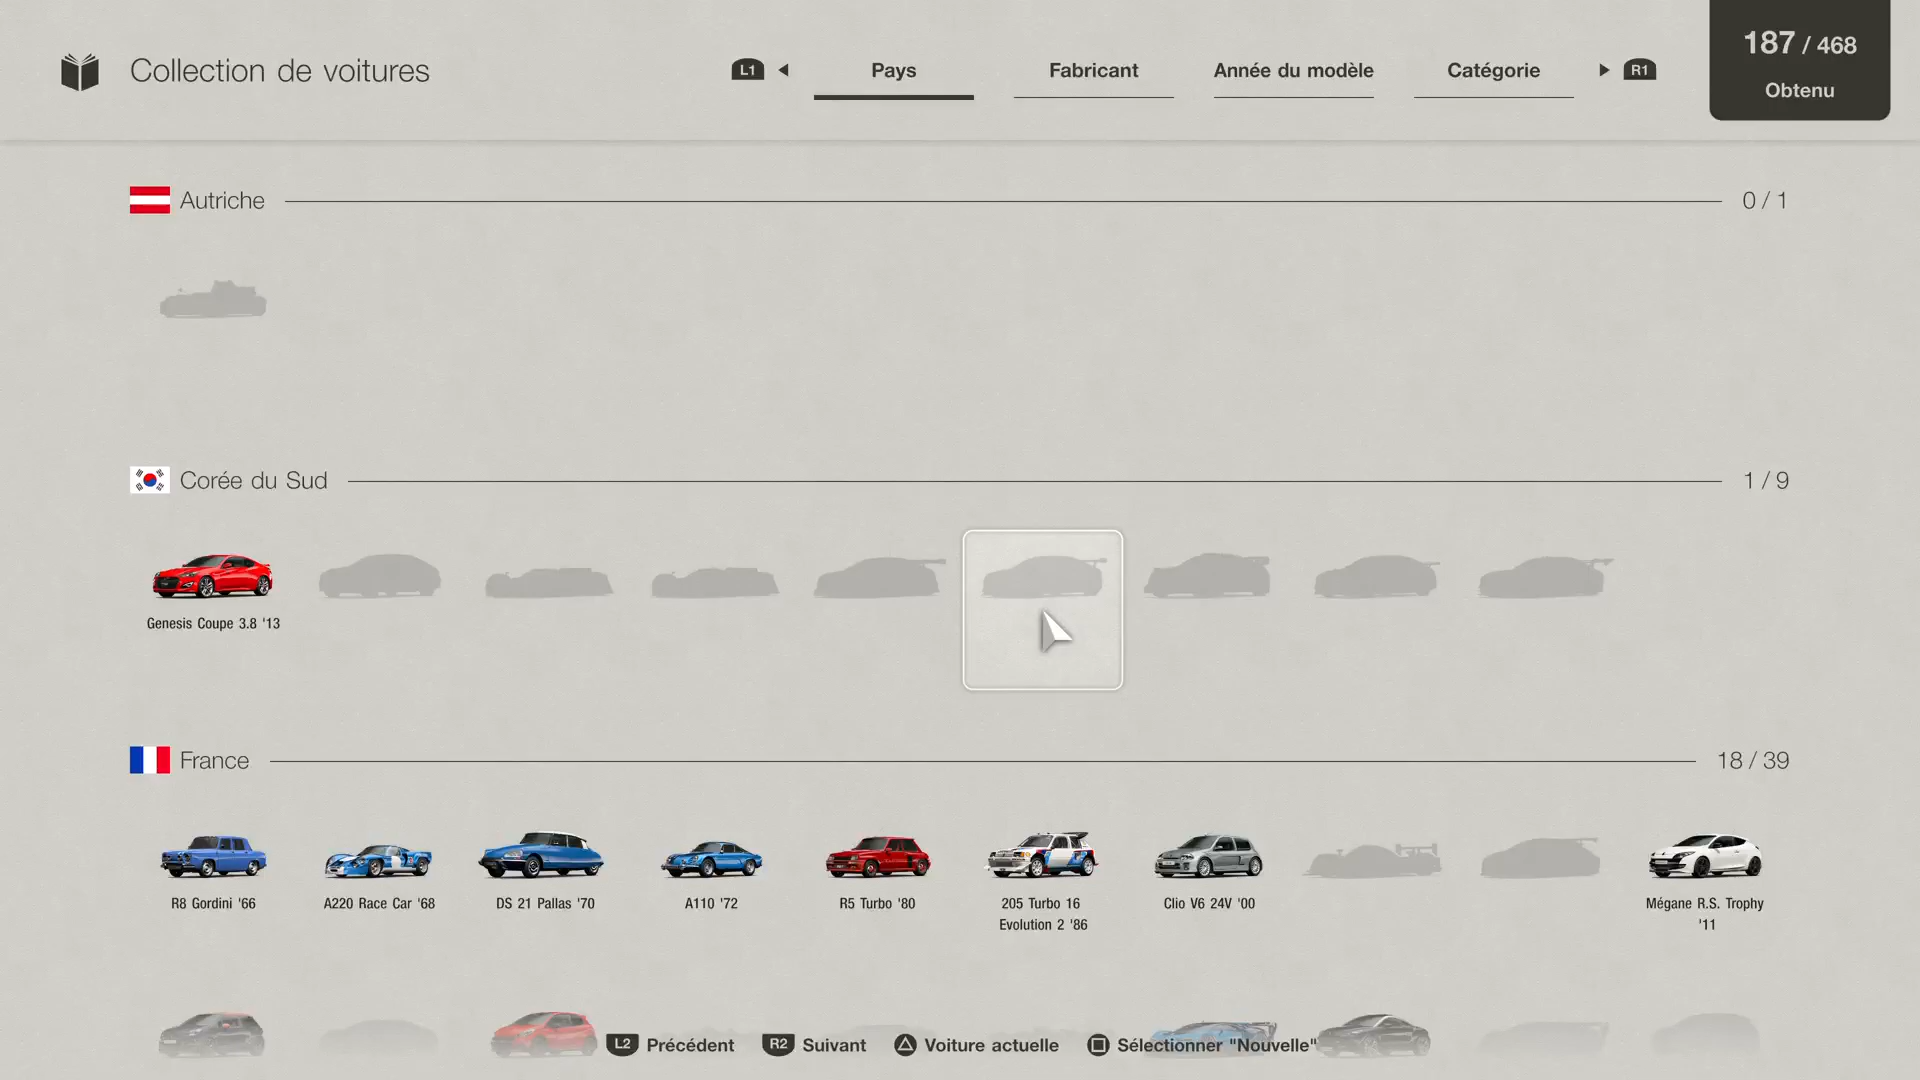 Collection de voitures
L1
Pays
Fabricant
Année du modèle
Catégorie
R1
187 / 468
Obtenu
Autriche
0 / 1
Corée du Sud
1 / 9
Genesis Coupe 3.8 '13
France
18 / 39
R8 Gordini '66
A220 Race Car '68
DS 21 Pallas '70
A110 '72
R5 Turbo '80
205 Turbo 16
Evolution 2 '86
Clio V6 24V '00
Mégane R.S. Trophy
'11
L2 Précédent
R2 Suivant
Voiture actuelle
Sélectionner "Nouvelle"